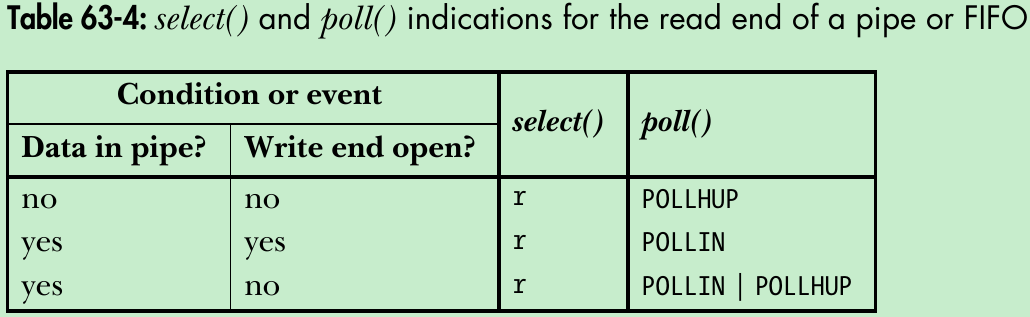 Table 63-4: select() and poll() indications for the read end of a pipe or FIFO
Condition or event select() poll()
Data in pipe? Write end open?
no no r POLLHUP
yes yes r POLLIN
yes no r POLLIN | POLLHUP